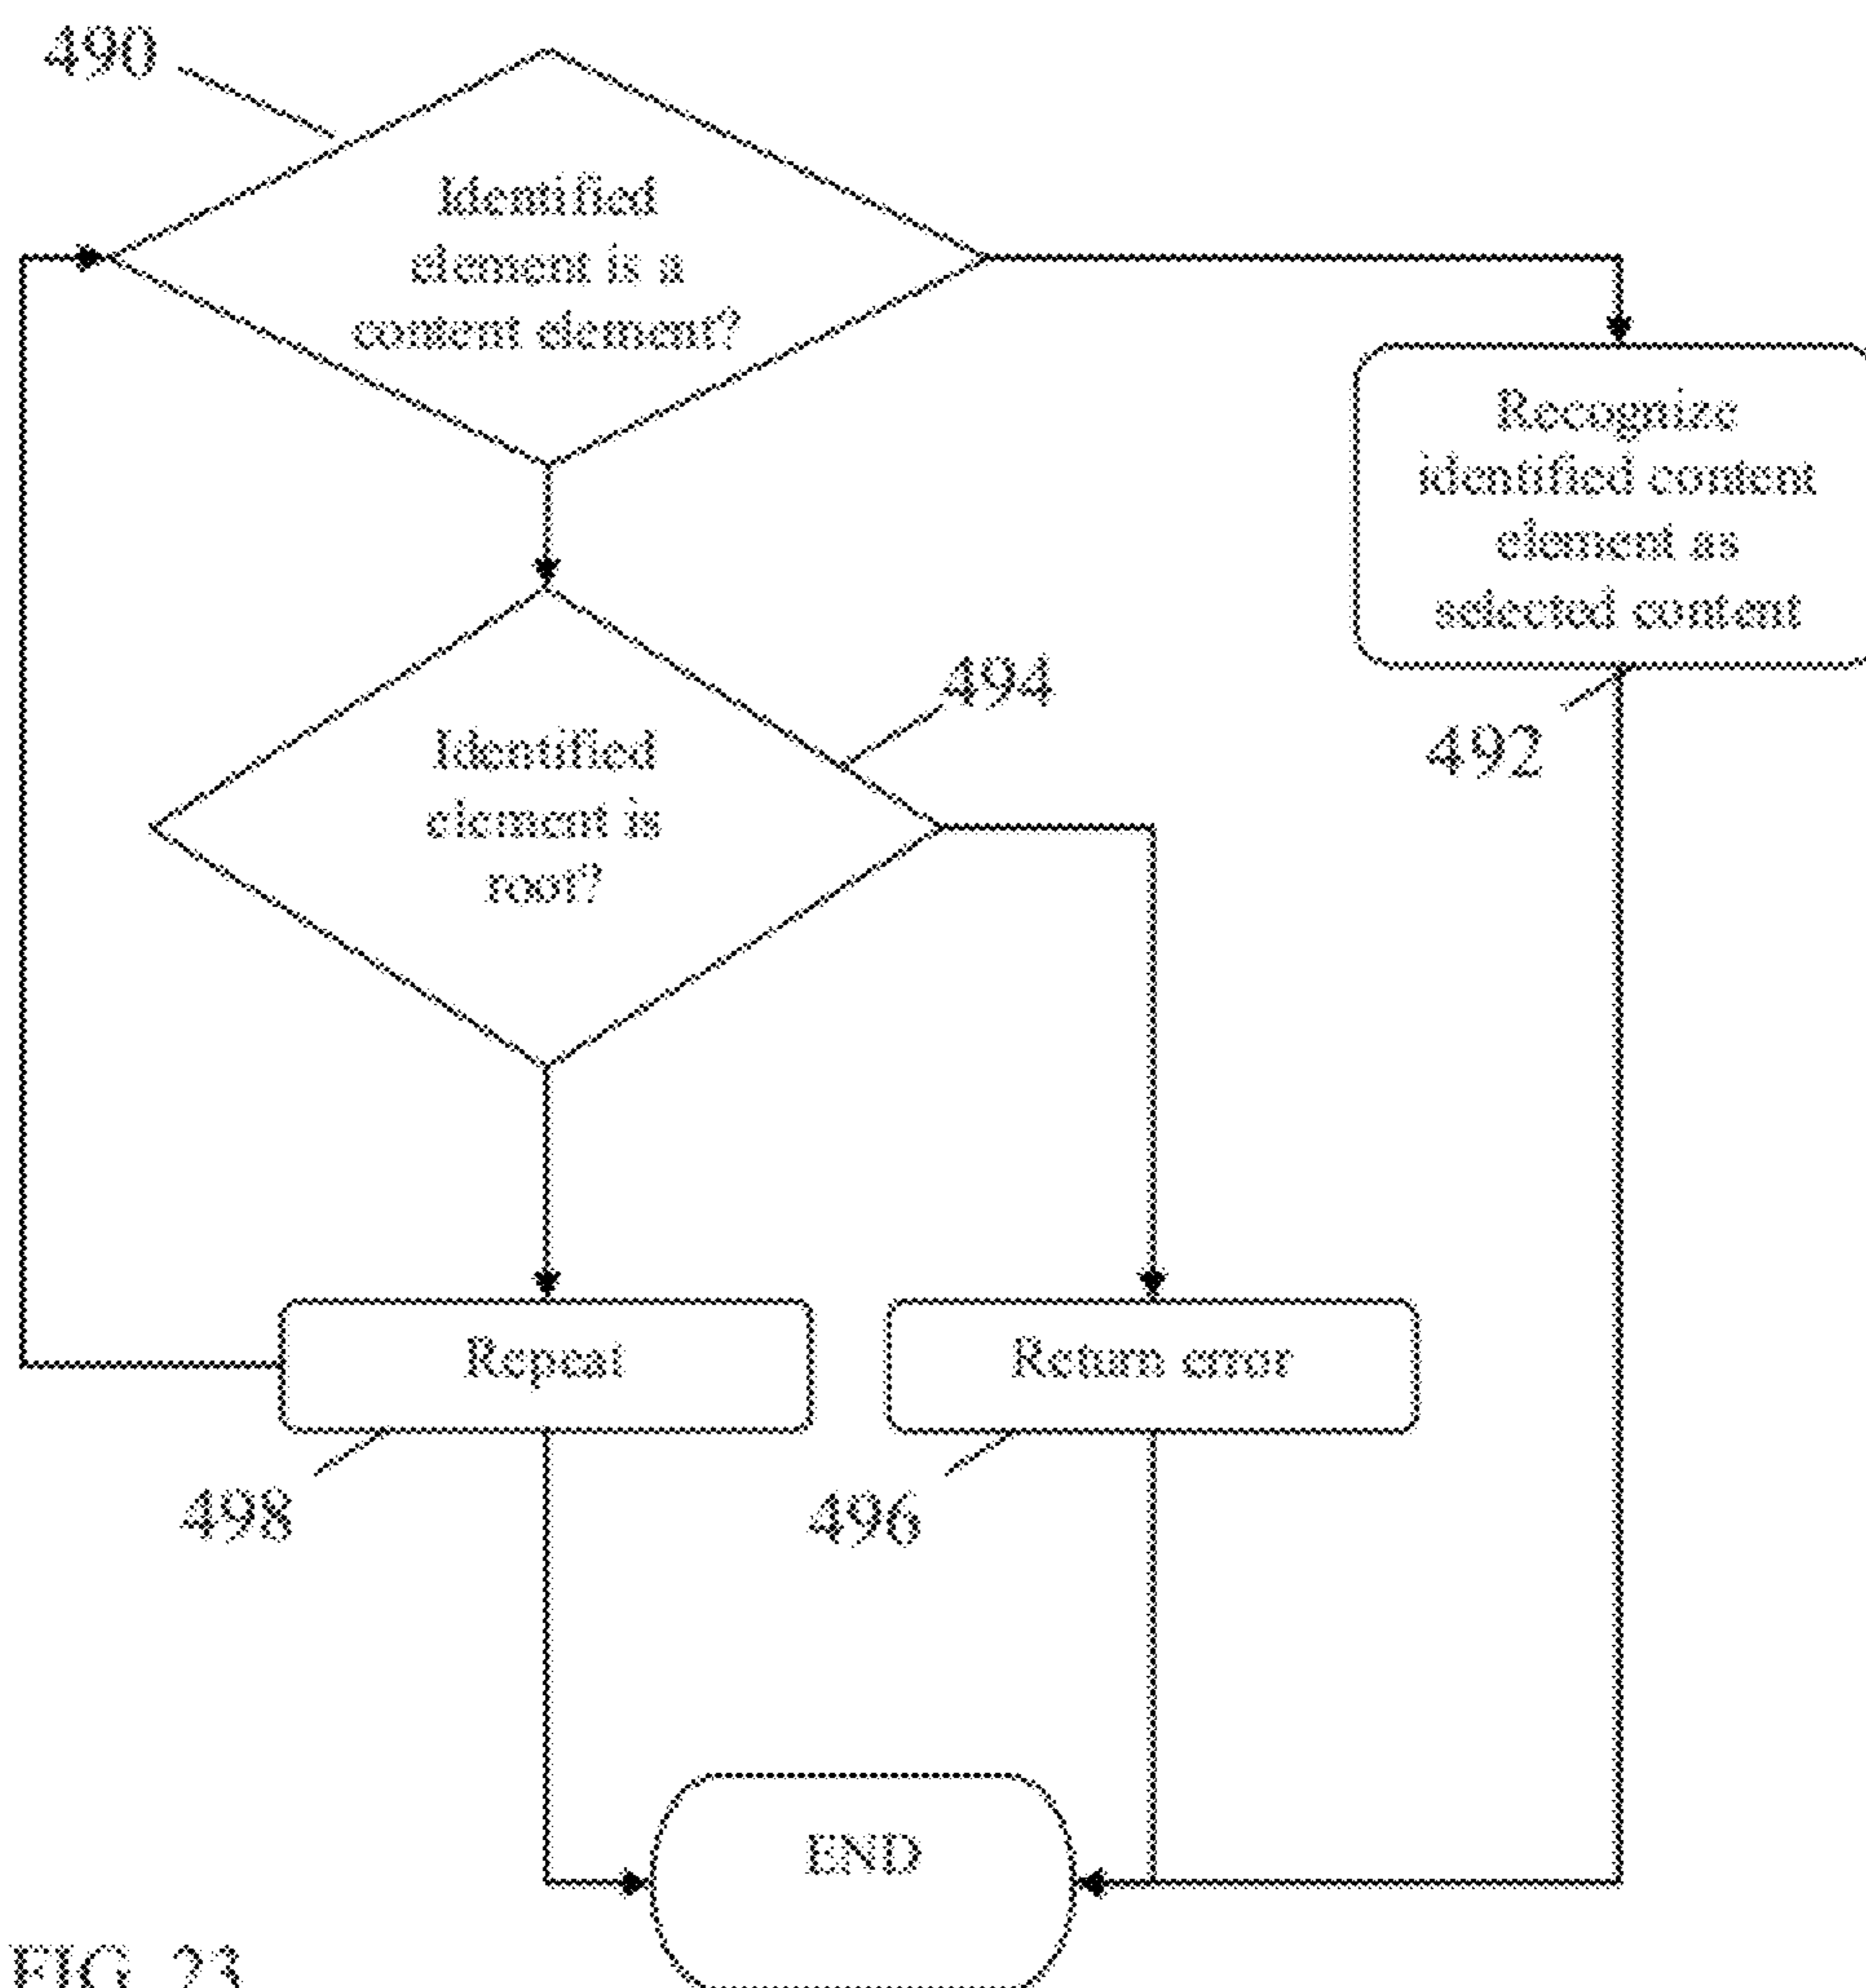 490
Identified
element is a
content element?
Recognize
identified content
element as
selected content
492
494
Identified
element is
root?
Repeat
Return error
498
496
END
FIG. 23